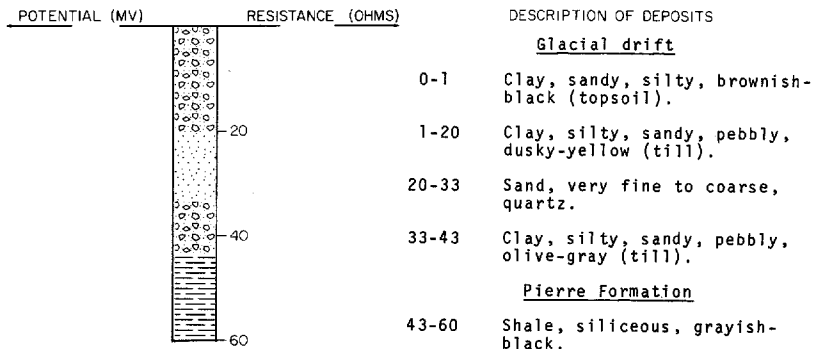 POTENTIAL (MV) RESISTANCE (OHMS) DESCRIPTION OF DEPOSITS
Glacial drift
0-1 Clay, sandy, silty, brownish-
black (topsoil).
20
1-20 Clay, silty, sandy, pebbly,
dusky-yellow (till).
20-33 Sand, very fine to coarse,
quartz.
40
33-43 Clay, silty, sandy, pebbly,
olive-gray (till).
Pierre Formation
43-60 Shale, siliceous, grayish-
black.
60